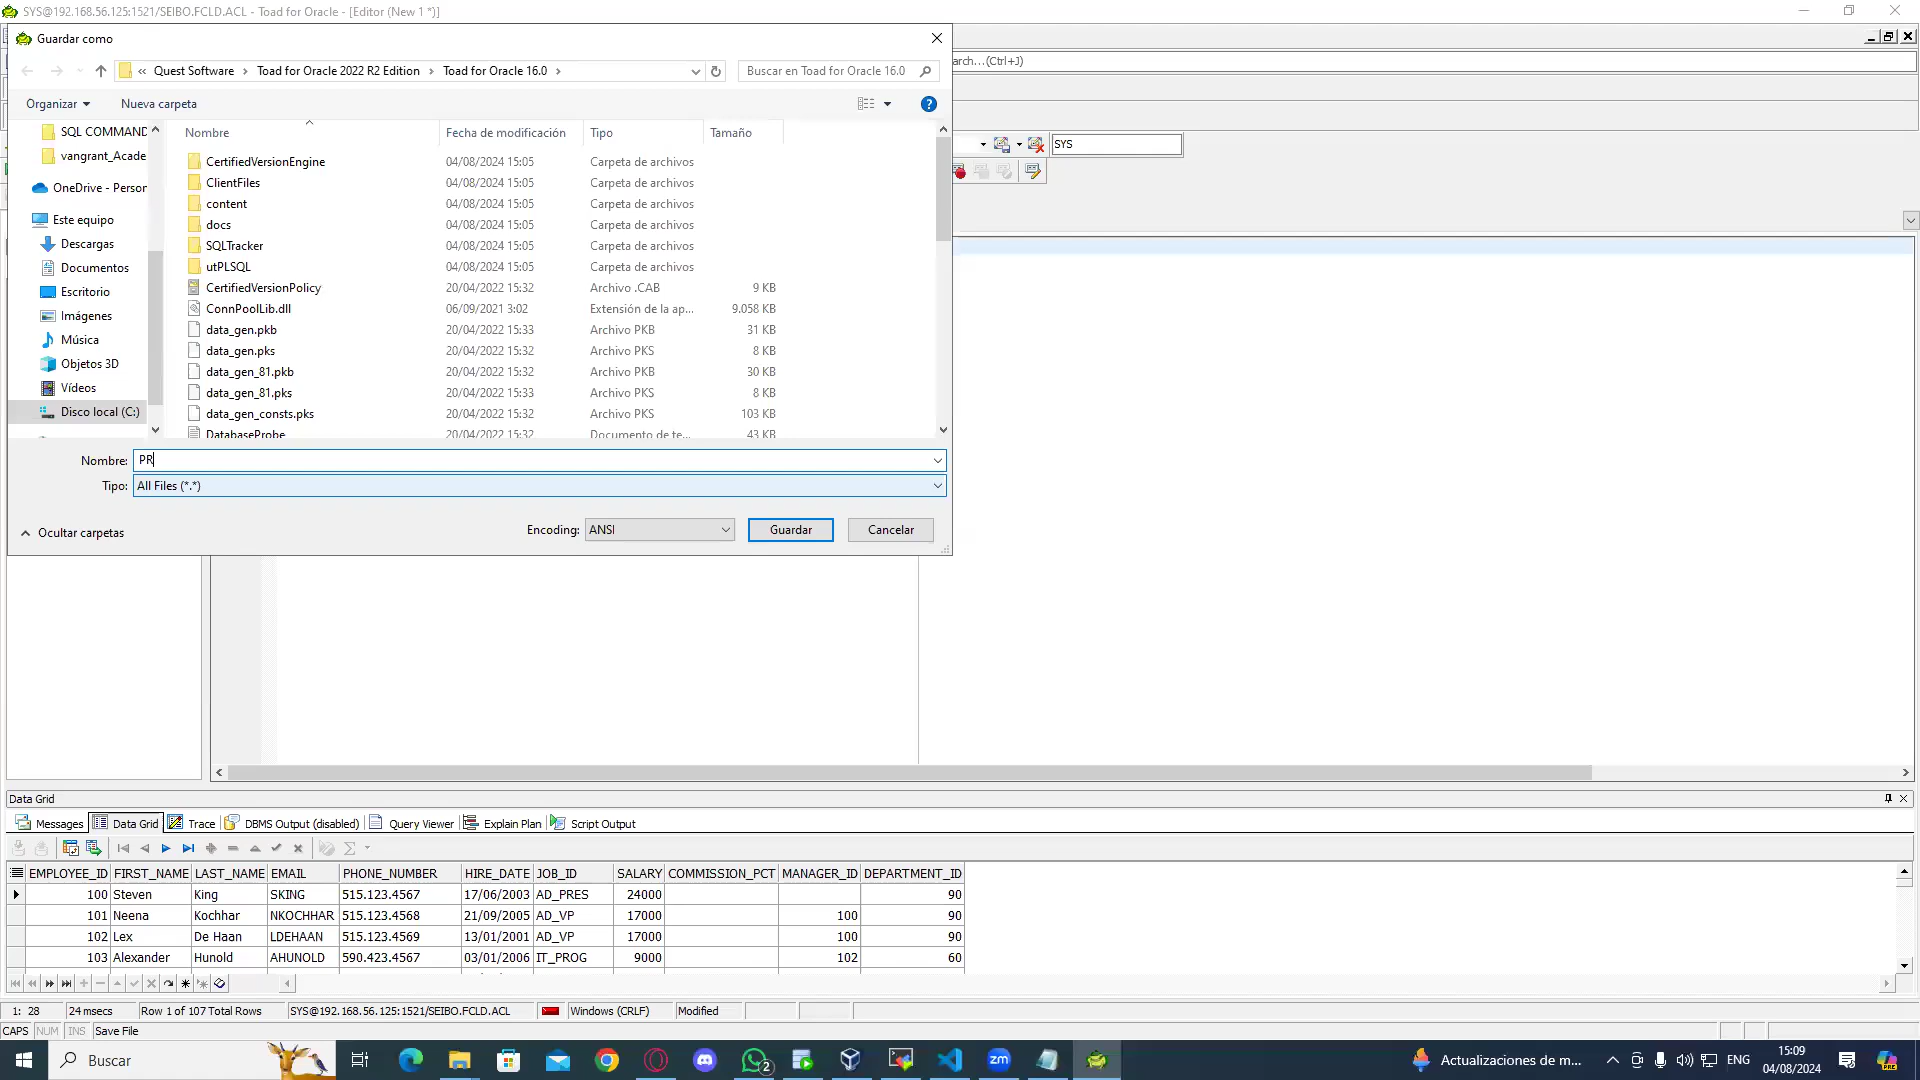 SYS@192.168.56.125:1521/SEIBO.FCLD.ACL - Toad for Oracle - [Editor (New 1 *)]
Guardar como
« Quest Software › Toad for Oracle 2022 R2 Edition › Toad for Oracle 16.0 ›
Buscar en Toad for Oracle 16.0
arch...(Ctrl+J)
Organizar
Nueva carpeta
SYS
SQL COMMAND
vangrant_Acade
OneDrive - Person
Este equipo
Descargas
Documentos
Escritorio
Imágenes
Música
Objetos 3D
Vídeos
Disco local (C:)
Nombre Fecha de modificación Tipo Tamaño
CertifiedVersionEngine 04/08/2024 15:05 Carpeta de archivos
ClientFiles 04/08/2024 15:05 Carpeta de archivos
content 04/08/2024 15:05 Carpeta de archivos
docs 04/08/2024 15:05 Carpeta de archivos
SQLTracker 04/08/2024 15:05 Carpeta de archivos
utPLSQL 04/08/2024 15:05 Carpeta de archivos
CertifiedVersionPolicy 20/04/2022 15:32 Archivo .CAB 9 KB
ConnPoolLib.dll 06/09/2021 3:02 Extensión de la ap... 9.058 KB
data_gen.pkb 20/04/2022 15:33 Archivo PKB 31 KB
data_gen.pks 20/04/2022 15:32 Archivo PKS 8 KB
data_gen_81.pkb 20/04/2022 15:32 Archivo PKB 30 KB
data_gen_81.pks 20/04/2022 15:33 Archivo PKS 8 KB
data_gen_consts.pks 20/04/2022 15:32 Archivo PKS 103 KB
DatabaseProbe 20/04/2022 15:32 Documento de te... 43 KB
Nombre: PR
Tipo: All Files (*.*)
Ocultar carpetas
Encoding: ANSI
Guardar
Cancelar
Data Grid
Messages Data Grid Trace DBMS Output (disabled) Query Viewer Explain Plan Script Output
EMPLOYEE_ID FIRST_NAME LAST_NAME EMAIL PHONE_NUMBER HIRE_DATE JOB_ID SALARY COMMISSION_PCT MANAGER_ID DEPARTMENT_ID
100 Steven King SKING 515.123.4567 17/06/2003 AD_PRES 24000 90
101 Neena Kochhar NKOCHHAR 515.123.4568 21/09/2005 AD_VP 17000 100 90
102 Lex De Haan LDEHAAN 515.123.4569 13/01/2001 AD_VP 17000 100 90
103 Alexander Hunold AHUNOLD 590.423.4567 03/01/2006 IT_PROG 9000 102 60
1: 28 24 msecs Row 1 of 107 Total Rows SYS@192.168.56.125:1521/SEIBO.FCLD.ACL Windows (CRLF) Modified
CAPS NUM INS Save File
Buscar
2
zm
Actualizaciones de m...
ENG
15:09
04/08/2024
PRE